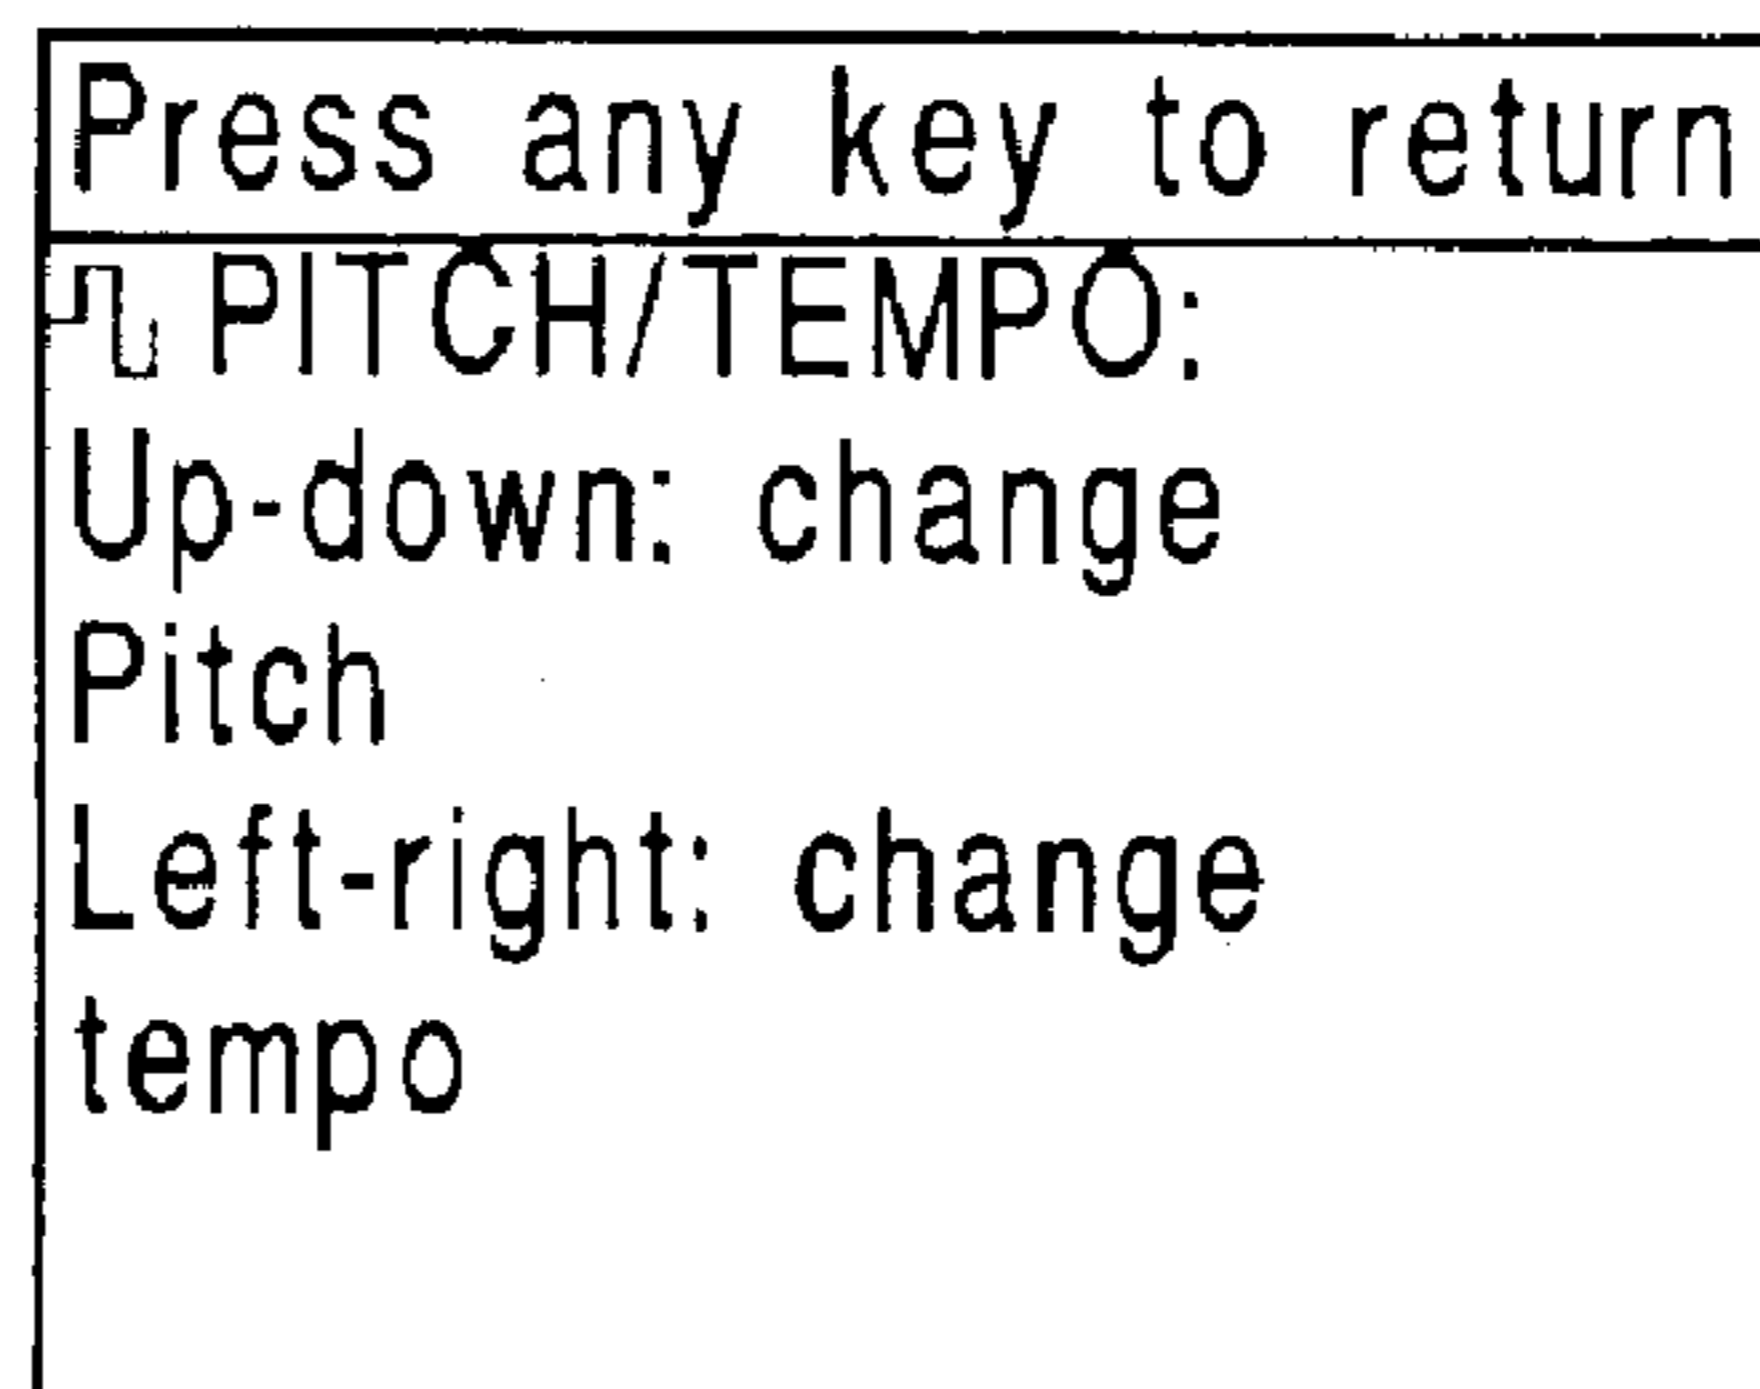 Press any key to return
PITCH/TEMPO:
Up-down: change
Pitch
Left-right: change
tempo